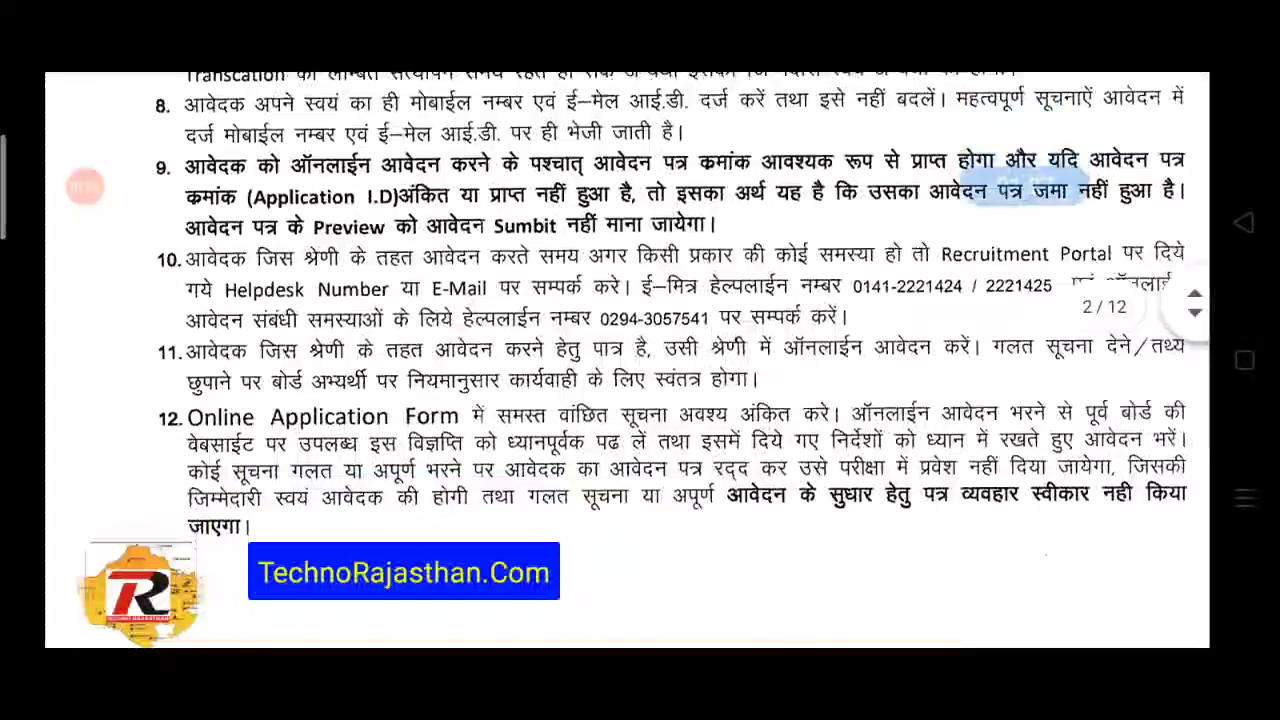 Transcation
8. आवेदक अपने स्वयं का ही मोबाईल नम्बर एवं ई–मेल आई.डी. दर्ज करें तथा इसे नहीं बदलें। महत्वपूर्ण सूचनाऐं आवेदन में
दर्ज मोबाईल नम्बर एवं ई–मेल आई.डी. पर ही भेजी जाती है।
9. आवेदक को ऑनलाईन आवेदन करने के पश्चात् आवेदन पत्र कमांक आवश्यक रूप से प्राप्त होगा और यदि आवेदन पत्र
कमांक (Application I.D)अंकित या प्राप्त नहीं हुआ है, तो इसका अर्थ यह है कि उसका आवेदन पत्र जमा नहीं हुआ है।
आवेदन पत्र के Preview को आवेदन Sumbit नहीं माना जायेगा।
10. आवेदक जिस श्रेणी के तहत आवेदन करते समय अगर किसी प्रकार की कोई समस्या हो तो Recruitment Portal पर दिये
गये Helpdesk Number या E-Mail पर सम्पर्क करे। ई–मित्र हेल्पलाईन नम्बर 0141-2221424 / 2221425
2/12
आवेदन संबंधी समस्याओं के लिये हेल्पलाईन नम्बर 0294-3057541 पर सम्पर्क करें।
11. आवेदक जिस श्रेणी के तहत आवेदन करने हेतु पात्र है, उसी श्रेणी में ऑनलाईन आवेदन करें। गलत सूचना देने/तथ्य
छुपाने पर बोर्ड अभ्यर्थी पर नियमानुसार कार्यवाही के लिए स्वंतत्र होगा।
12. Online Application Form में समस्त वांछित सूचना अवश्य अंकित करे। ऑनलाईन आवेदन भरने से पूर्व बोर्ड की
वेबसाईट पर उपलब्ध इस विज्ञप्ति को ध्यानपूर्वक पढ लें तथा इसमें दिये गए निर्देशों को ध्यान में रखते हुए आवेदन भरें।
कोई सूचना गलत या अपूर्ण भरने पर आवेदक का आवेदन पत्र रद्द कर उसे परीक्षा में प्रवेश नहीं दिया जायेगा, जिसकी
जिम्मेदारी स्वयं आवेदक की होगी तथा गलत सूचना या अपूर्ण आवेदन के सुधार हेतु पत्र व्यवहार स्वीकार नही किया
जाएगा।
TechnoRajasthan.Com